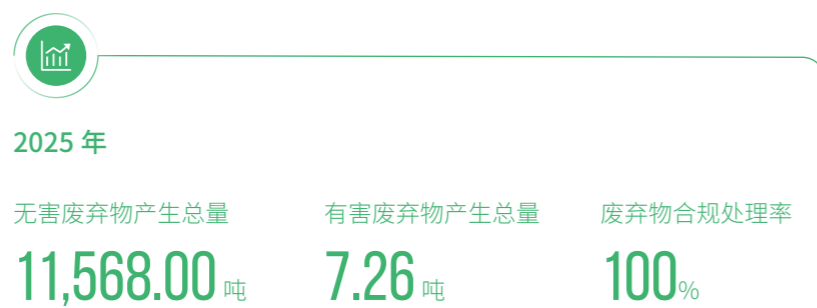 2025 年
无害废弃物产生总量 有害废弃物产生总量 废弃物合规处理率
11,568.00 吨 7.26 吨 100%